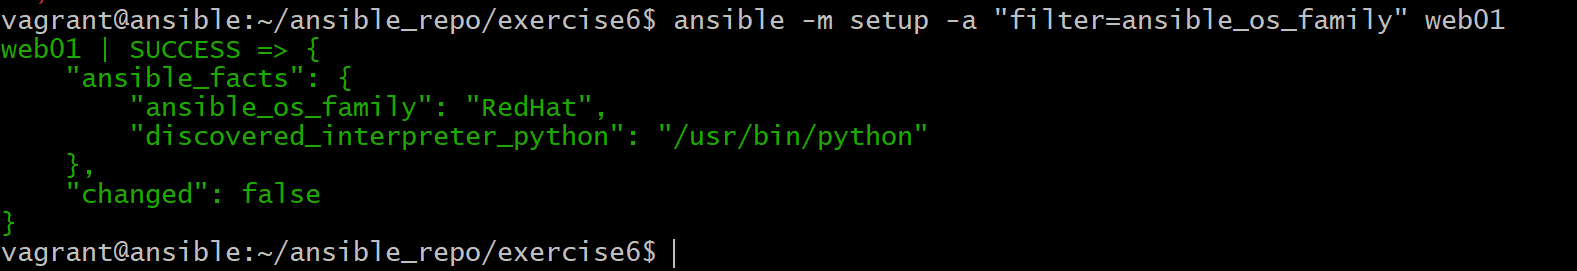 vagrant@ansible:~/ansible_repo/exercise6$ ansible -m setup -a "filter=ansible_os_family" web01
web01 | SUCCESS => {
    "ansible_facts": {
        "ansible_os_family": "RedHat",
        "discovered_interpreter_python": "/usr/bin/python"
    },
    "changed": false
}
vagrant@ansible:~/ansible_repo/exercise6$